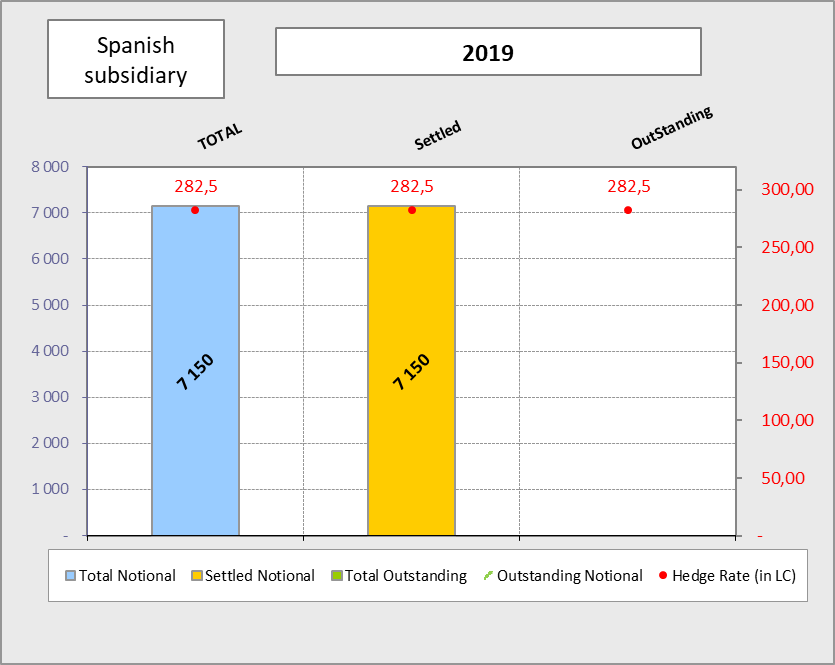 Spanish
subsidiary
2019
TOTAL
Settled
OutStanding
8 000
7 000
6 000
5 000
4 000
3 000
2 000
1 000
-
282,5
282,5
282,5
7 150
7 150
300,00
250,00
200,00
150,00
100,00
50,00
-
Total Notional
Settled Notional
Total Outstanding
Outstanding Notional
Hedge Rate (in LC)